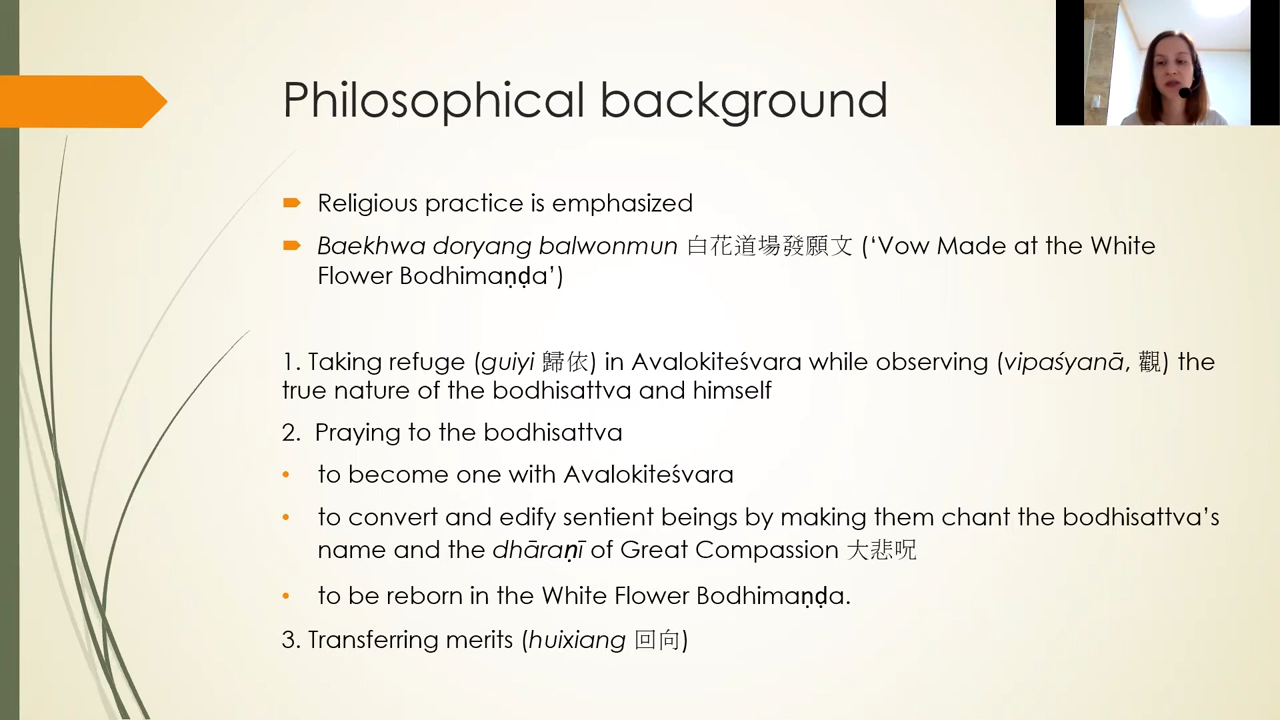 Philosophical background
Religious practice is emphasized
Baekhwa doryang balwonmun 白花道場發願文 (‘Vow Made at the White
Flower Bodhimaṇḍa’)
1. Taking refuge (guiyi 歸依) in Avalokiteśvara while observing (vipaśyanā, 觀) the
true nature of the bodhisattva and himself
2. Praying to the bodhisattva
• to become one with Avalokiteśvara
• to convert and edify sentient beings by making them chant the bodhisattva’s
name and the dhāraṇī of Great Compassion 大悲呪
• to be reborn in the White Flower Bodhimaṇḍa.
3. Transferring merits (huixiang 回向)